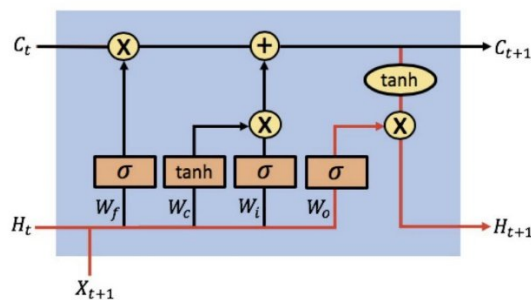 C_t X + C_{t+1}
tanh
X X
σ tanh σ σ
W_f W_c W_i W_o
H_t H_{t+1}
X_{t+1}